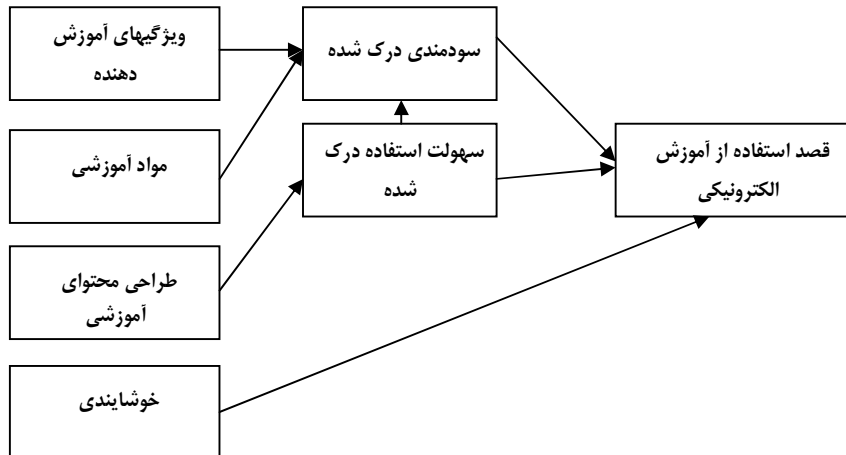 ویژگیهای آموزش
دهنده
سودمندی درک شده
مواد آموزشی
سهولت استفاده درک
شده
قصد استفاده از آموزش
الکترونیکی
طراحی محتوای
آموزشی
خوشایندی